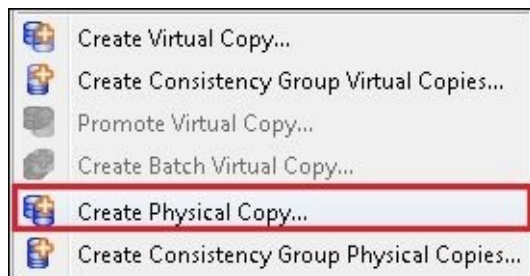 Create Virtual Copy...
Create Consistency Group Virtual Copies...
Promote Virtual Copy...
Create Batch Virtual Copy...
Create Physical Copy...
Create Consistency Group Physical Copies...